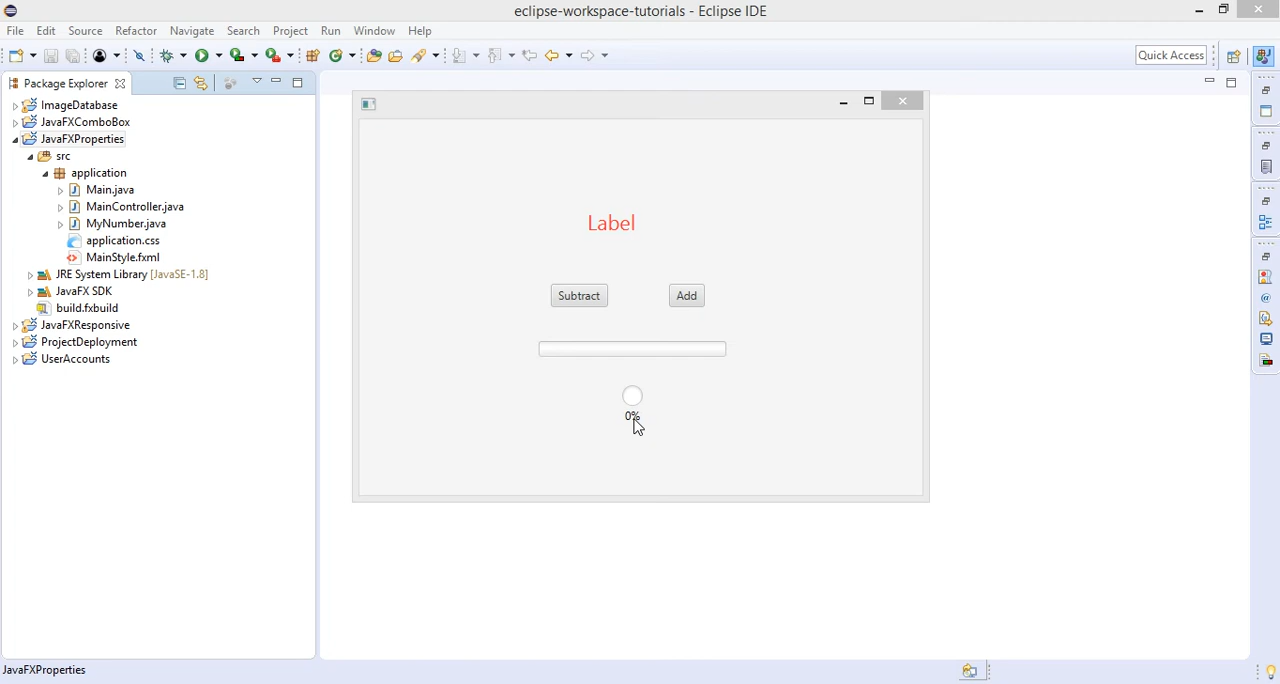 eclipse-workspace-tutorials - Eclipse IDE
File Edit Source Refactor Navigate Search Project Run Window Help
Quick Access
Package Explorer
ImageDatabase
JavaFXComboBox
JavaFXProperties
src
application
Main.java
MainController.java
MyNumber.java
application.css
MainStyle.fxml
JRE System Library [JavaSE-1.8]
JavaFX SDK
build.fxbuild
JavaFXResponsive
ProjectDeployment
UserAccounts
Label
Subtract Add
0%
JavaFXProperties